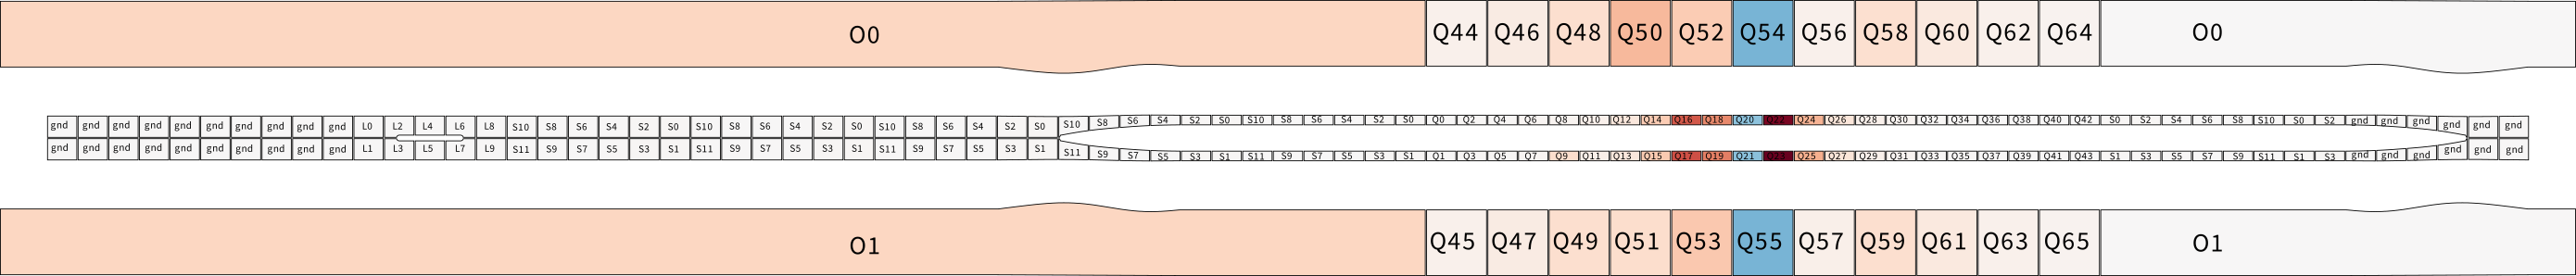 O0 Q44 Q46 Q48 Q50 Q52 Q54 Q56 Q58 Q60 Q62 Q64 O0
gnd gnd gnd gnd gnd gnd gnd gnd gnd gnd L0 L2 L4 L6 L8 S10 S8 S6 S4 S2 S0 S10 S8 S6 S4 S2 S0 S10 S8 S6 S4 S2 S0 S10 S8 S6 S4 S2 S0 S10 S8 S6 S4 S2 S0 Q0 Q2 Q4 Q6 Q8 Q10 Q12 Q14 Q16 Q18 Q20 Q22 Q24 Q26 Q28 Q30 Q32 Q34 Q36 Q38 Q40 Q42 S0 S2 S4 S6 S8 S10 S0 S2 gnd gnd gnd gnd gnd gnd
gnd gnd gnd gnd gnd gnd gnd gnd gnd gnd L1 L3 L5 L7 L9 S11 S9 S7 S5 S3 S1 S11 S9 S7 S5 S3 S1 S11 S9 S7 S5 S3 S1 S11 S9 S7 S5 S3 S1 S11 S9 S7 S5 S3 S1 Q1 Q3 Q5 Q7 Q9 Q11 Q13 Q15 Q17 Q19 Q21 Q23 Q25 Q27 Q29 Q31 Q33 Q35 Q37 Q39 Q41 Q43 S1 S3 S5 S7 S9 S11 S1 S3 gnd gnd gnd gnd gnd gnd
O1 Q45 Q47 Q49 Q51 Q53 Q55 Q57 Q59 Q61 Q63 Q65 O1